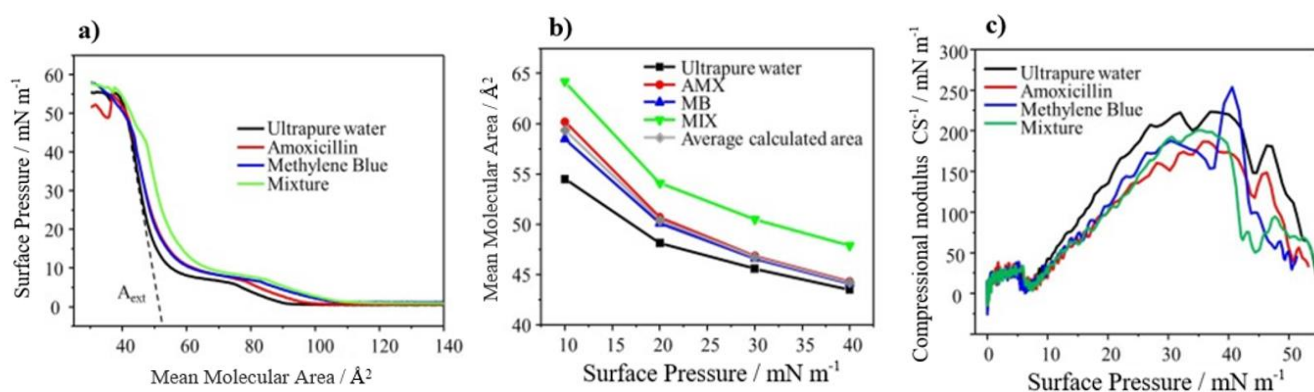 a)
Surface Pressure / mN m⁻¹
60
50
40
30
20
10
0
Ultrapure water
Amoxicillin
Methylene Blue
Mixture
A_ext
40 60 80 100 120 140
Mean Molecular Area / Å²
b)
Mean Molecular Area / Å²
65
60
55
50
45
40
Ultrapure water
AMX
MB
MIX
Average calculated area
10 20 30 40
Surface Pressure / mN m⁻¹
c)
Compressional modulus CS⁻¹ / mN m⁻¹
300
250
200
150
100
50
0
50
Ultrapure water
Amoxicillin
Methylene Blue
Mixture
0 10 20 30 40 50
Surface Pressure / mN m⁻¹